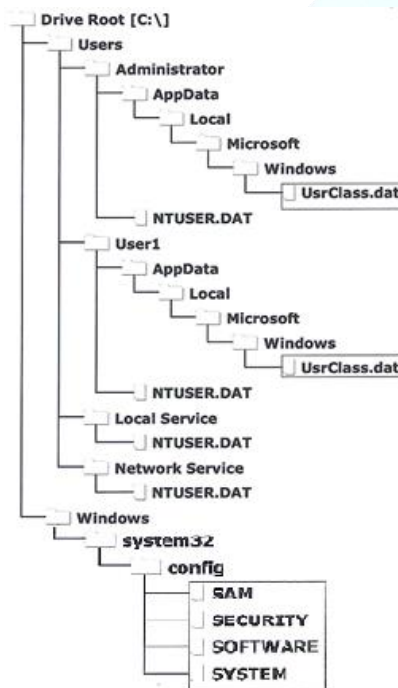 Drive Root [C:\]
Users
Administrator
AppData
Local
Microsoft
Windows
UsrClass.dat
NTUSER.DAT
User1
AppData
Local
Microsoft
Windows
UsrClass.dat
NTUSER.DAT
Local Service
NTUSER.DAT
Network Service
NTUSER.DAT
Windows
system32
config
SAM
SECURITY
SOFTWARE
SYSTEM